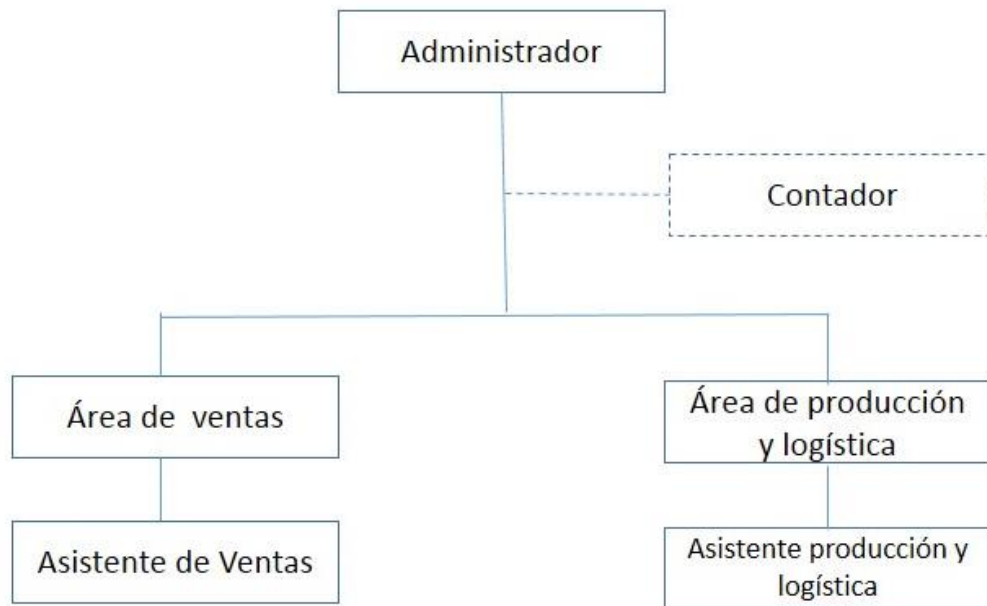 Administrador
Contador
Área de ventas
Área de producción
y logística
Asistente de Ventas
Asistente producción y
logística